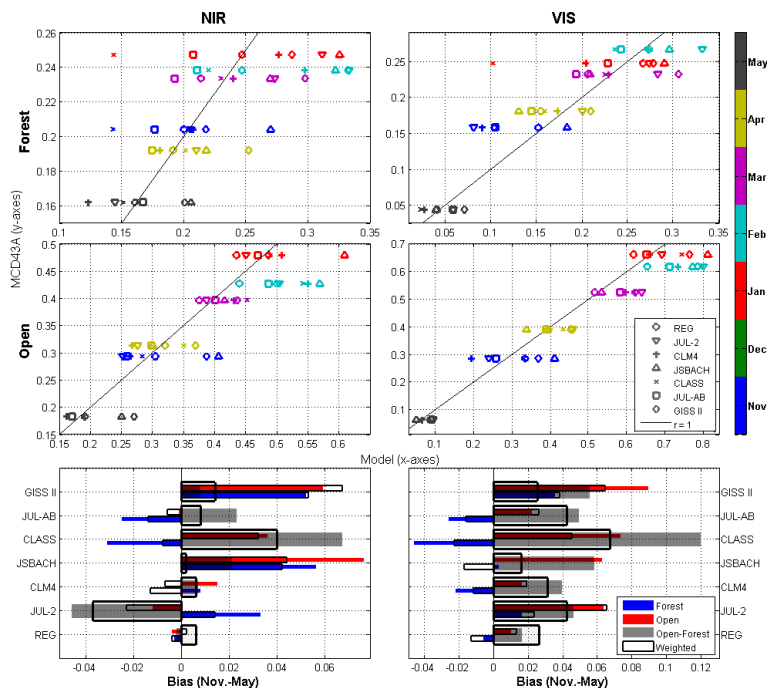 NIR
VIS
0.26
0.24
0.22
0.2
0.18
0.16
0.1 0.15 0.2 0.25 0.3 0.35
Forest
0.25
0.2
0.15
0.1
0.05
0.05 0.1 0.15 0.2 0.25 0.3 0.35
MCD43A (y-axes)
0.5
0.45
0.4
0.35
0.3
0.25
0.2
0.15
0.15 0.2 0.25 0.3 0.35 0.4 0.45 0.5 0.55 0.6
Open
0.7
0.6
0.5
0.4
0.3
0.2
0.1
0.1 0.2 0.3 0.4 0.5 0.6 0.7 0.8
REG
JUL-2
CLM4
JSBACH
CLASS
JUL-AB
GISS II
r = 1
Model (x-axes)
May
Apr
Mar
Feb
Jan
Dec
Nov
GISS II
JUL-AB
CLASS
JSBACH
CLM4
JUL-2
REG
-0.04 -0.02 0 0.02 0.04 0.06
Bias (Nov.-May)
GISS II
JUL-AB
CLASS
JSBACH
CLM4
JUL-2
REG
-0.04 -0.02 0 0.02 0.04 0.06 0.08 0.10 0.12
Bias (Nov.-May)
Forest
Open
Open-Forest
Weighted